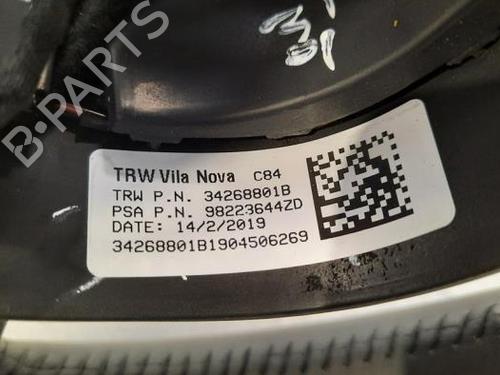 B-PARTS
TRW Vila Nova C84
TRW P.N. 34268801B
PSA P.N. 98223644ZD
DATE: 14/2/2019
34268801B1904506269